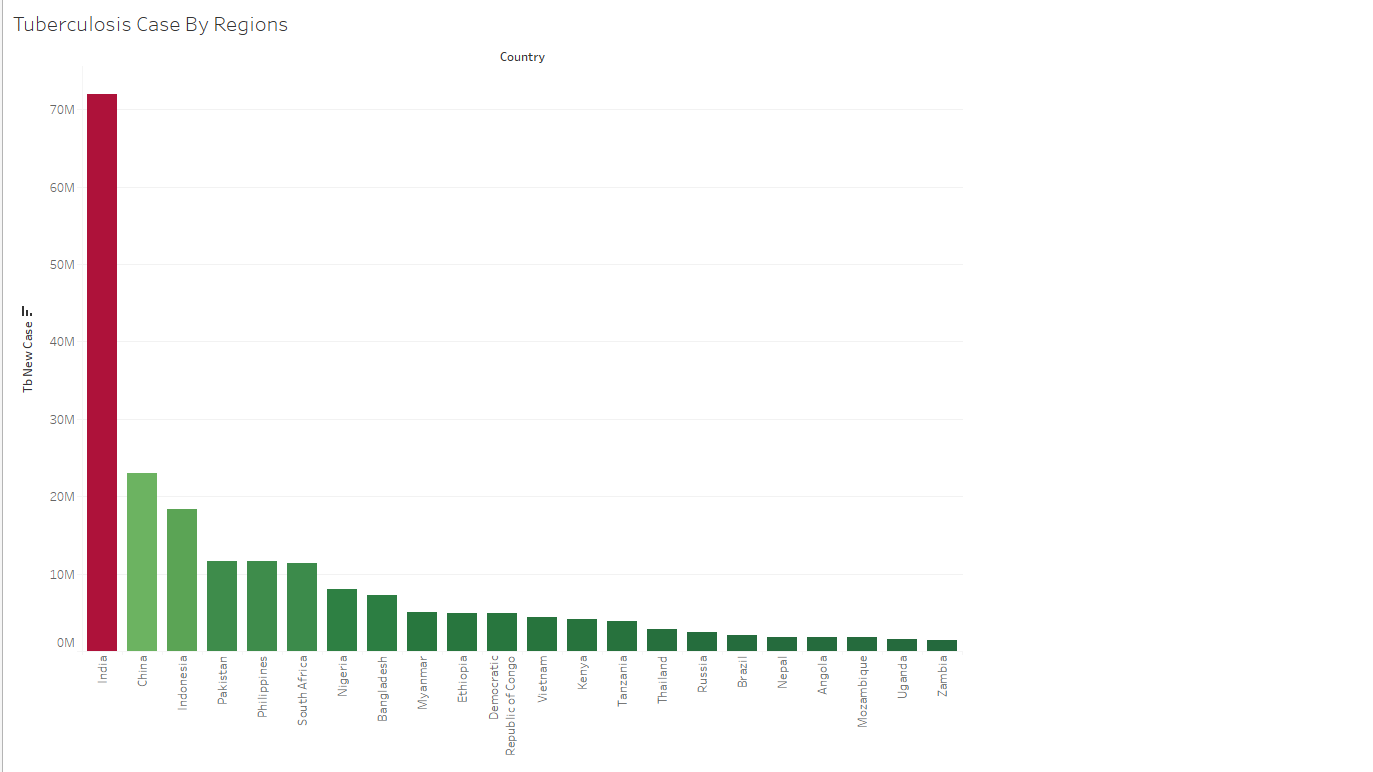 Tuberculosis Case By Regions
Country
Tb New Case
70M
60M
50M
40M
30M
20M
10M
0M
India
China
Indonesia
Pakistan
Philippines
South Africa
Nigeria
Bangladesh
Myanmar
Ethiopia
Democratic
Republic of Congo
Vietnam
Kenya
Tanzania
Thailand
Russia
Brazil
Nepal
Angola
Mozambique
Uganda
Zambia